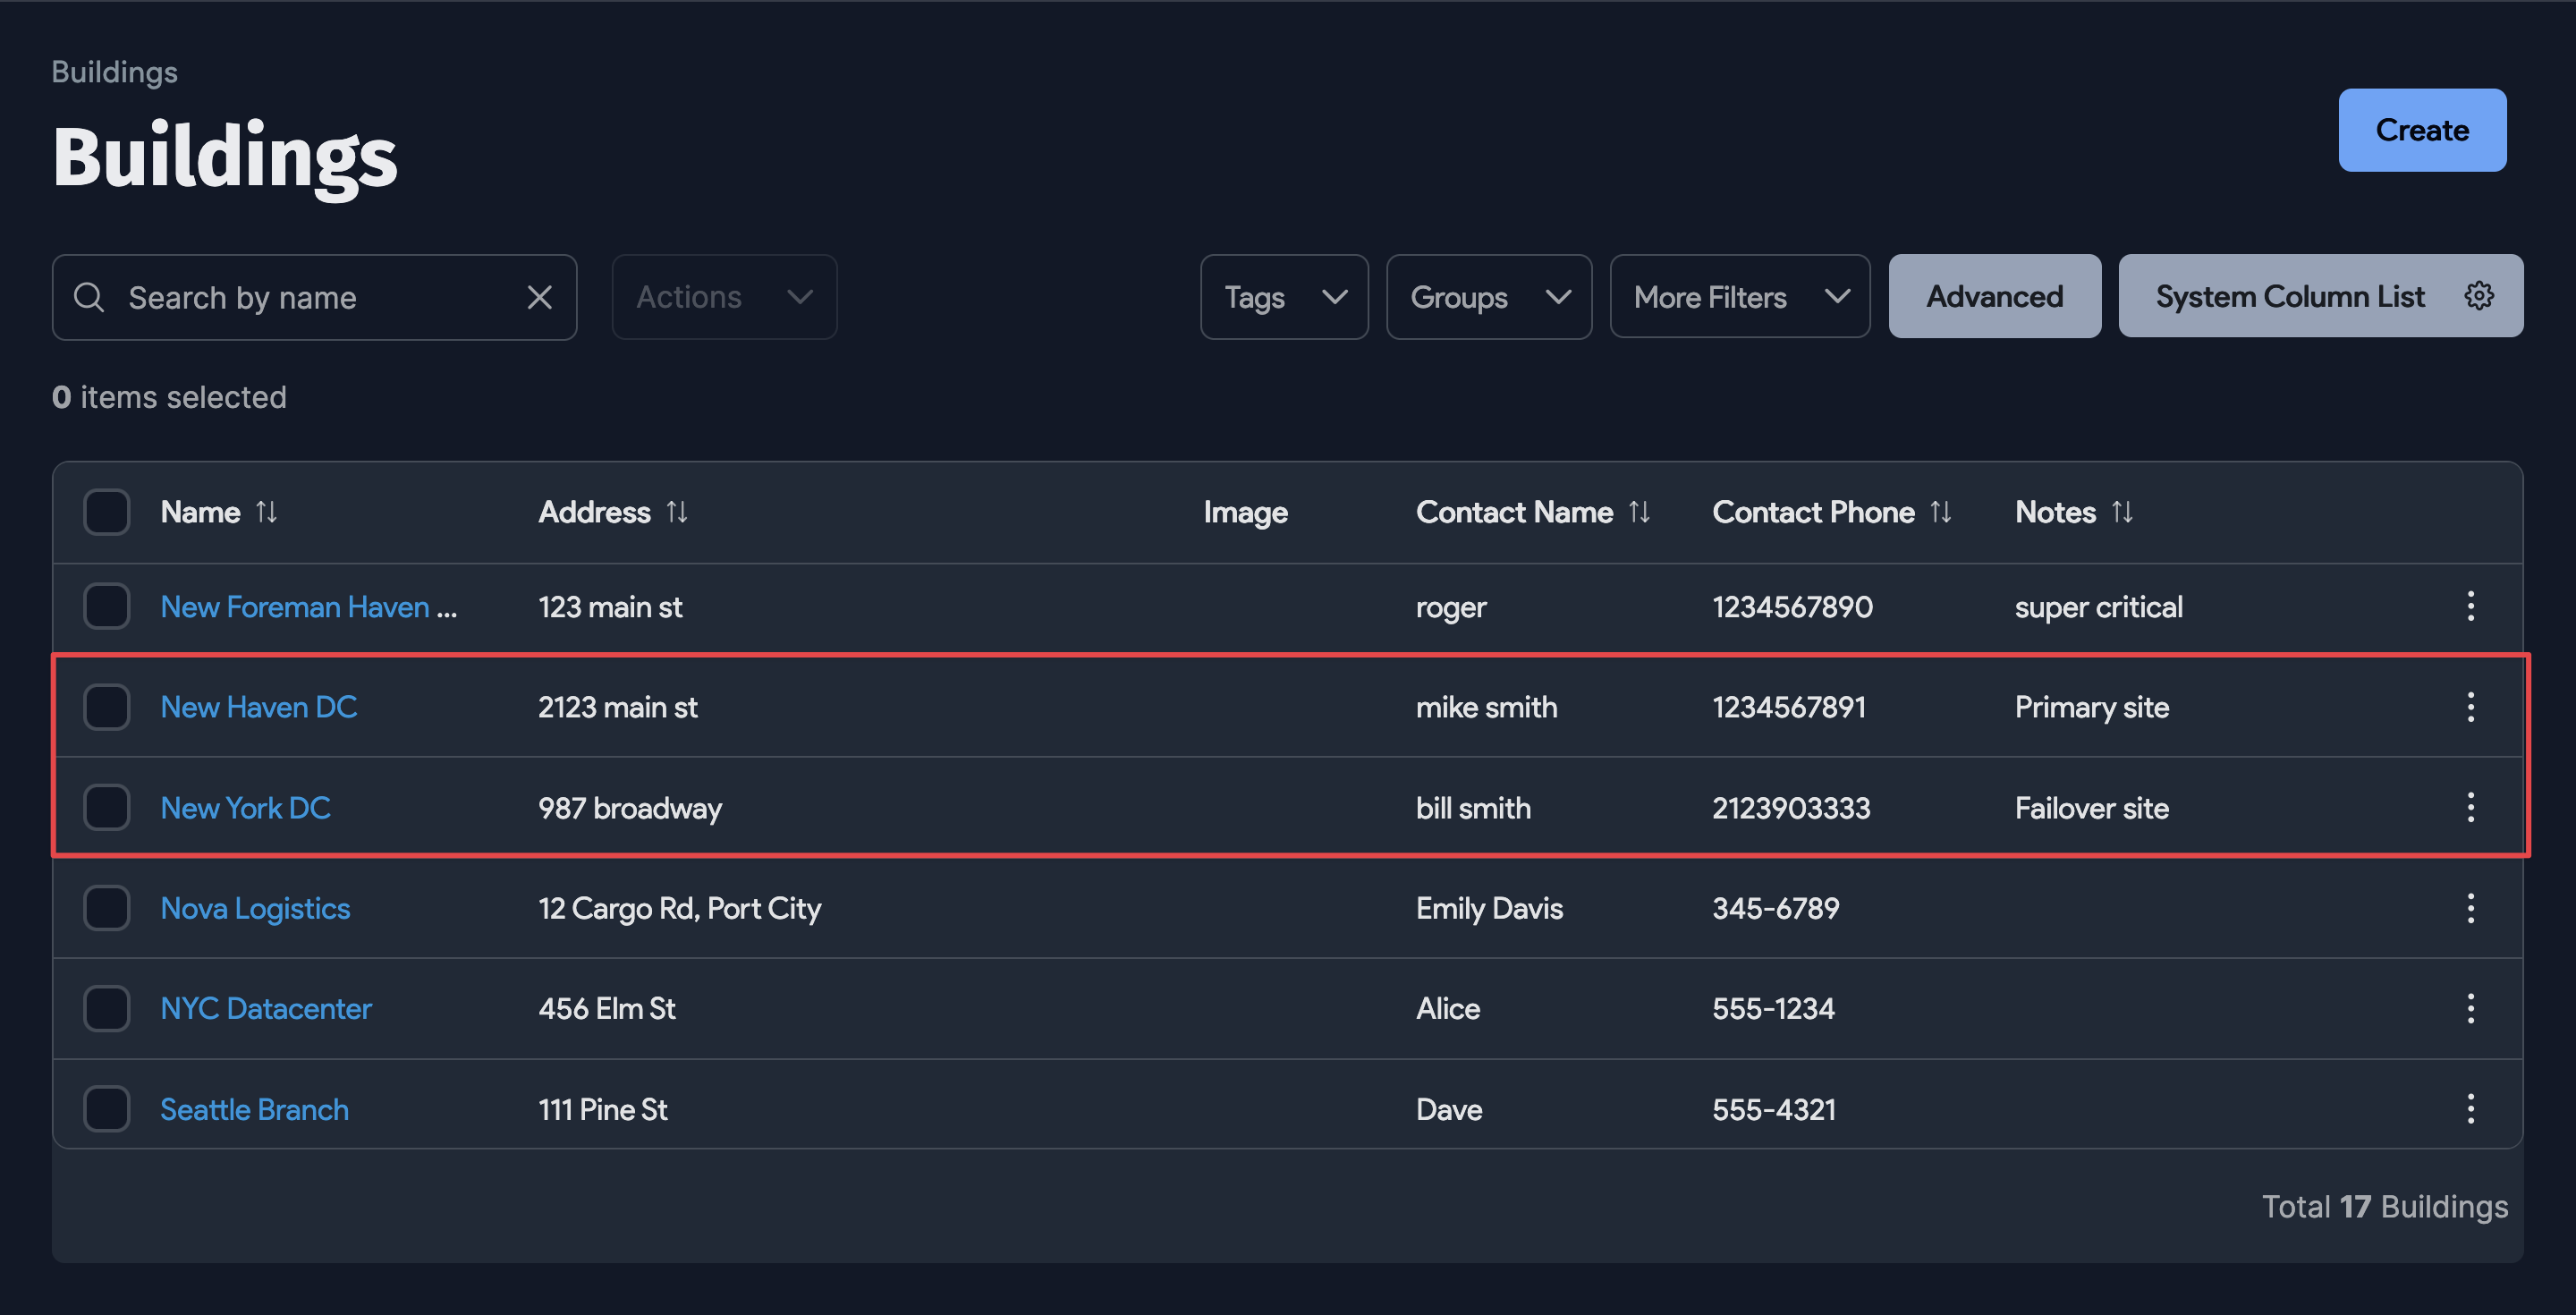 Buildings
Buildings
Create
Search by name
Actions
Tags
Groups
More Filters
Advanced
System Column List
0 items selected
Name Address Image Contact Name Contact Phone Notes
New Foreman Haven ... 123 main st roger 1234567890 super critical
New Haven DC 2123 main st mike smith 1234567891 Primary site
New York DC 987 broadway bill smith 2123903333 Failover site
Nova Logistics 12 Cargo Rd, Port City Emily Davis 345-6789
NYC Datacenter 456 Elm St Alice 555-1234
Seattle Branch 111 Pine St Dave 555-4321
Total 17 Buildings